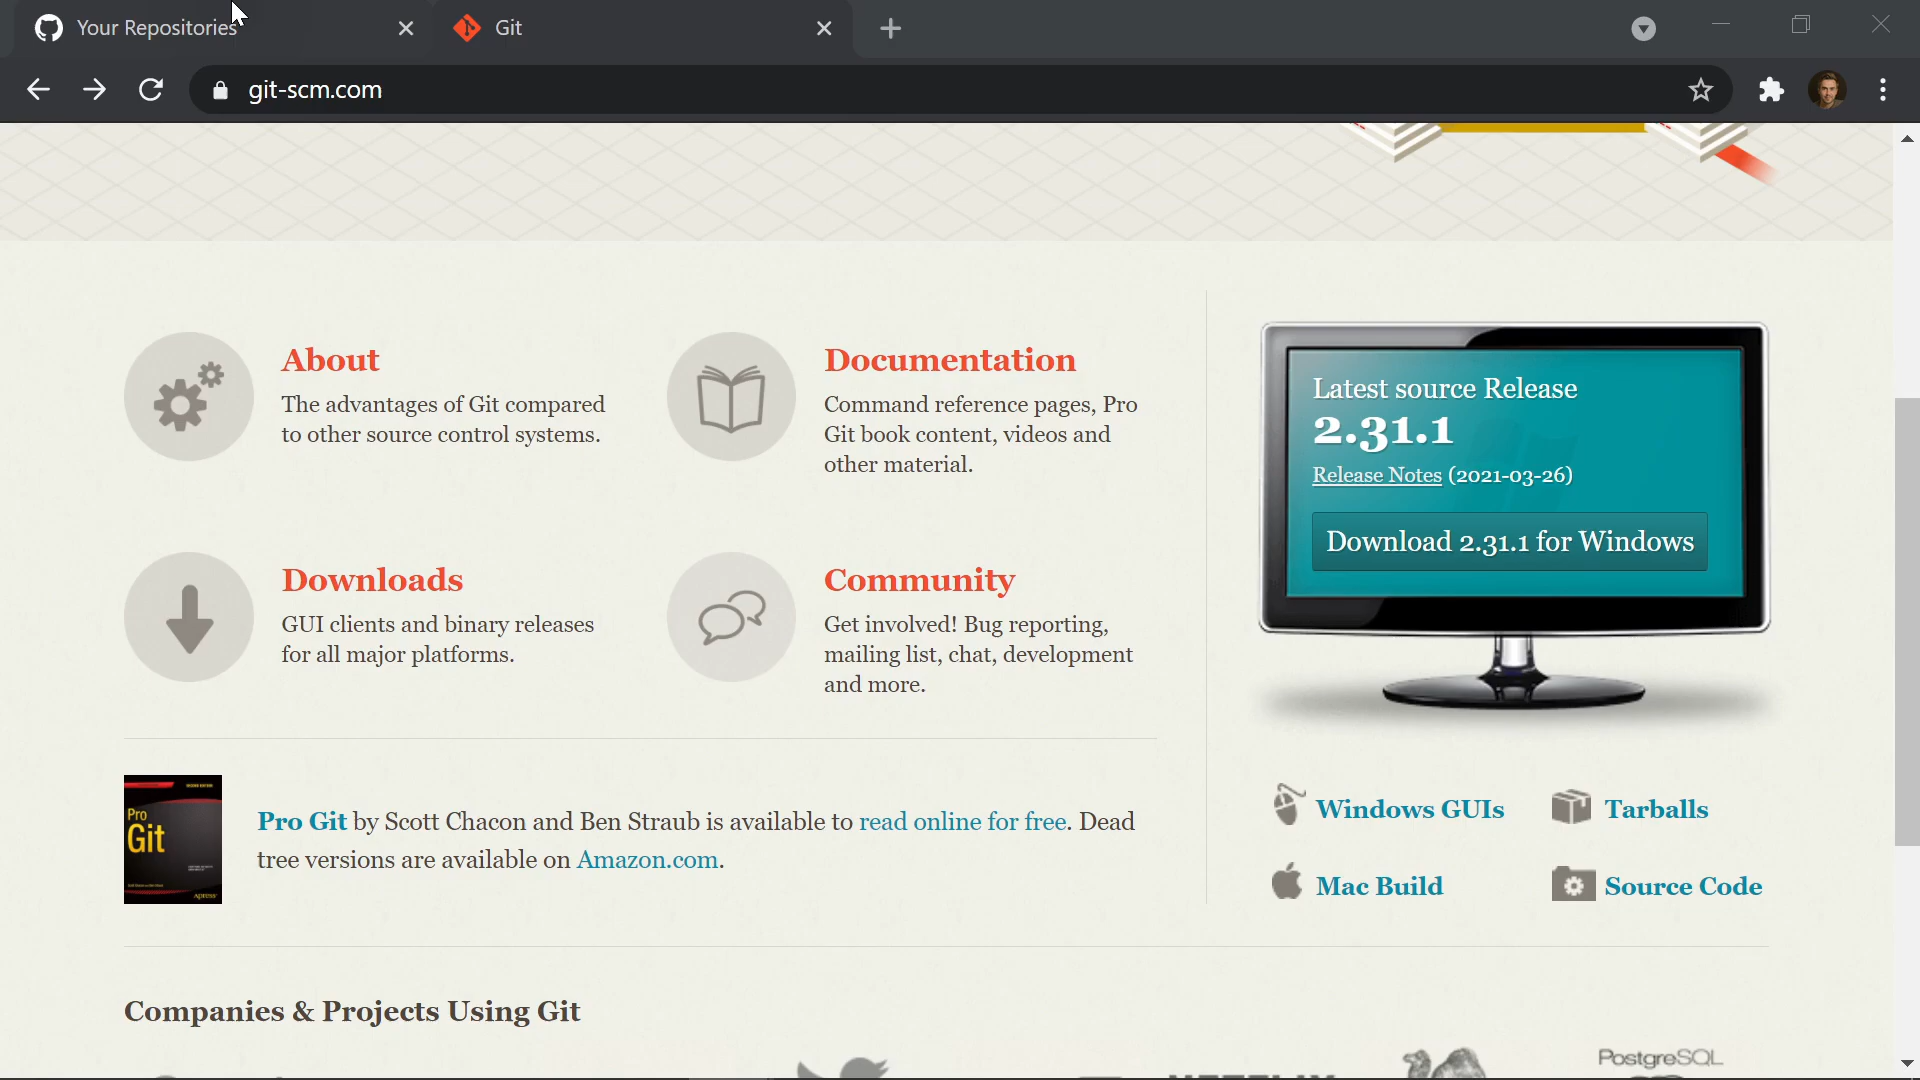 Your Repositories
Git
git-scm.com
About
The advantages of Git compared
to other source control systems.
Documentation
Command reference pages, Pro
Git book content, videos and
other material.
Latest source Release
2.31.1
Release Notes (2021-03-26)
Download 2.31.1 for Windows
Downloads
GUI clients and binary releases
for all major platforms.
Community
Get involved! Bug reporting,
mailing list, chat, development
and more.
Pro
Git
Pro Git by Scott Chacon and Ben Straub is available to read online for free. Dead
tree versions are available on Amazon.com.
Windows GUIs
Tarballs
Mac Build
Source Code
Companies & Projects Using Git
NETFLIX
PostgreSQL